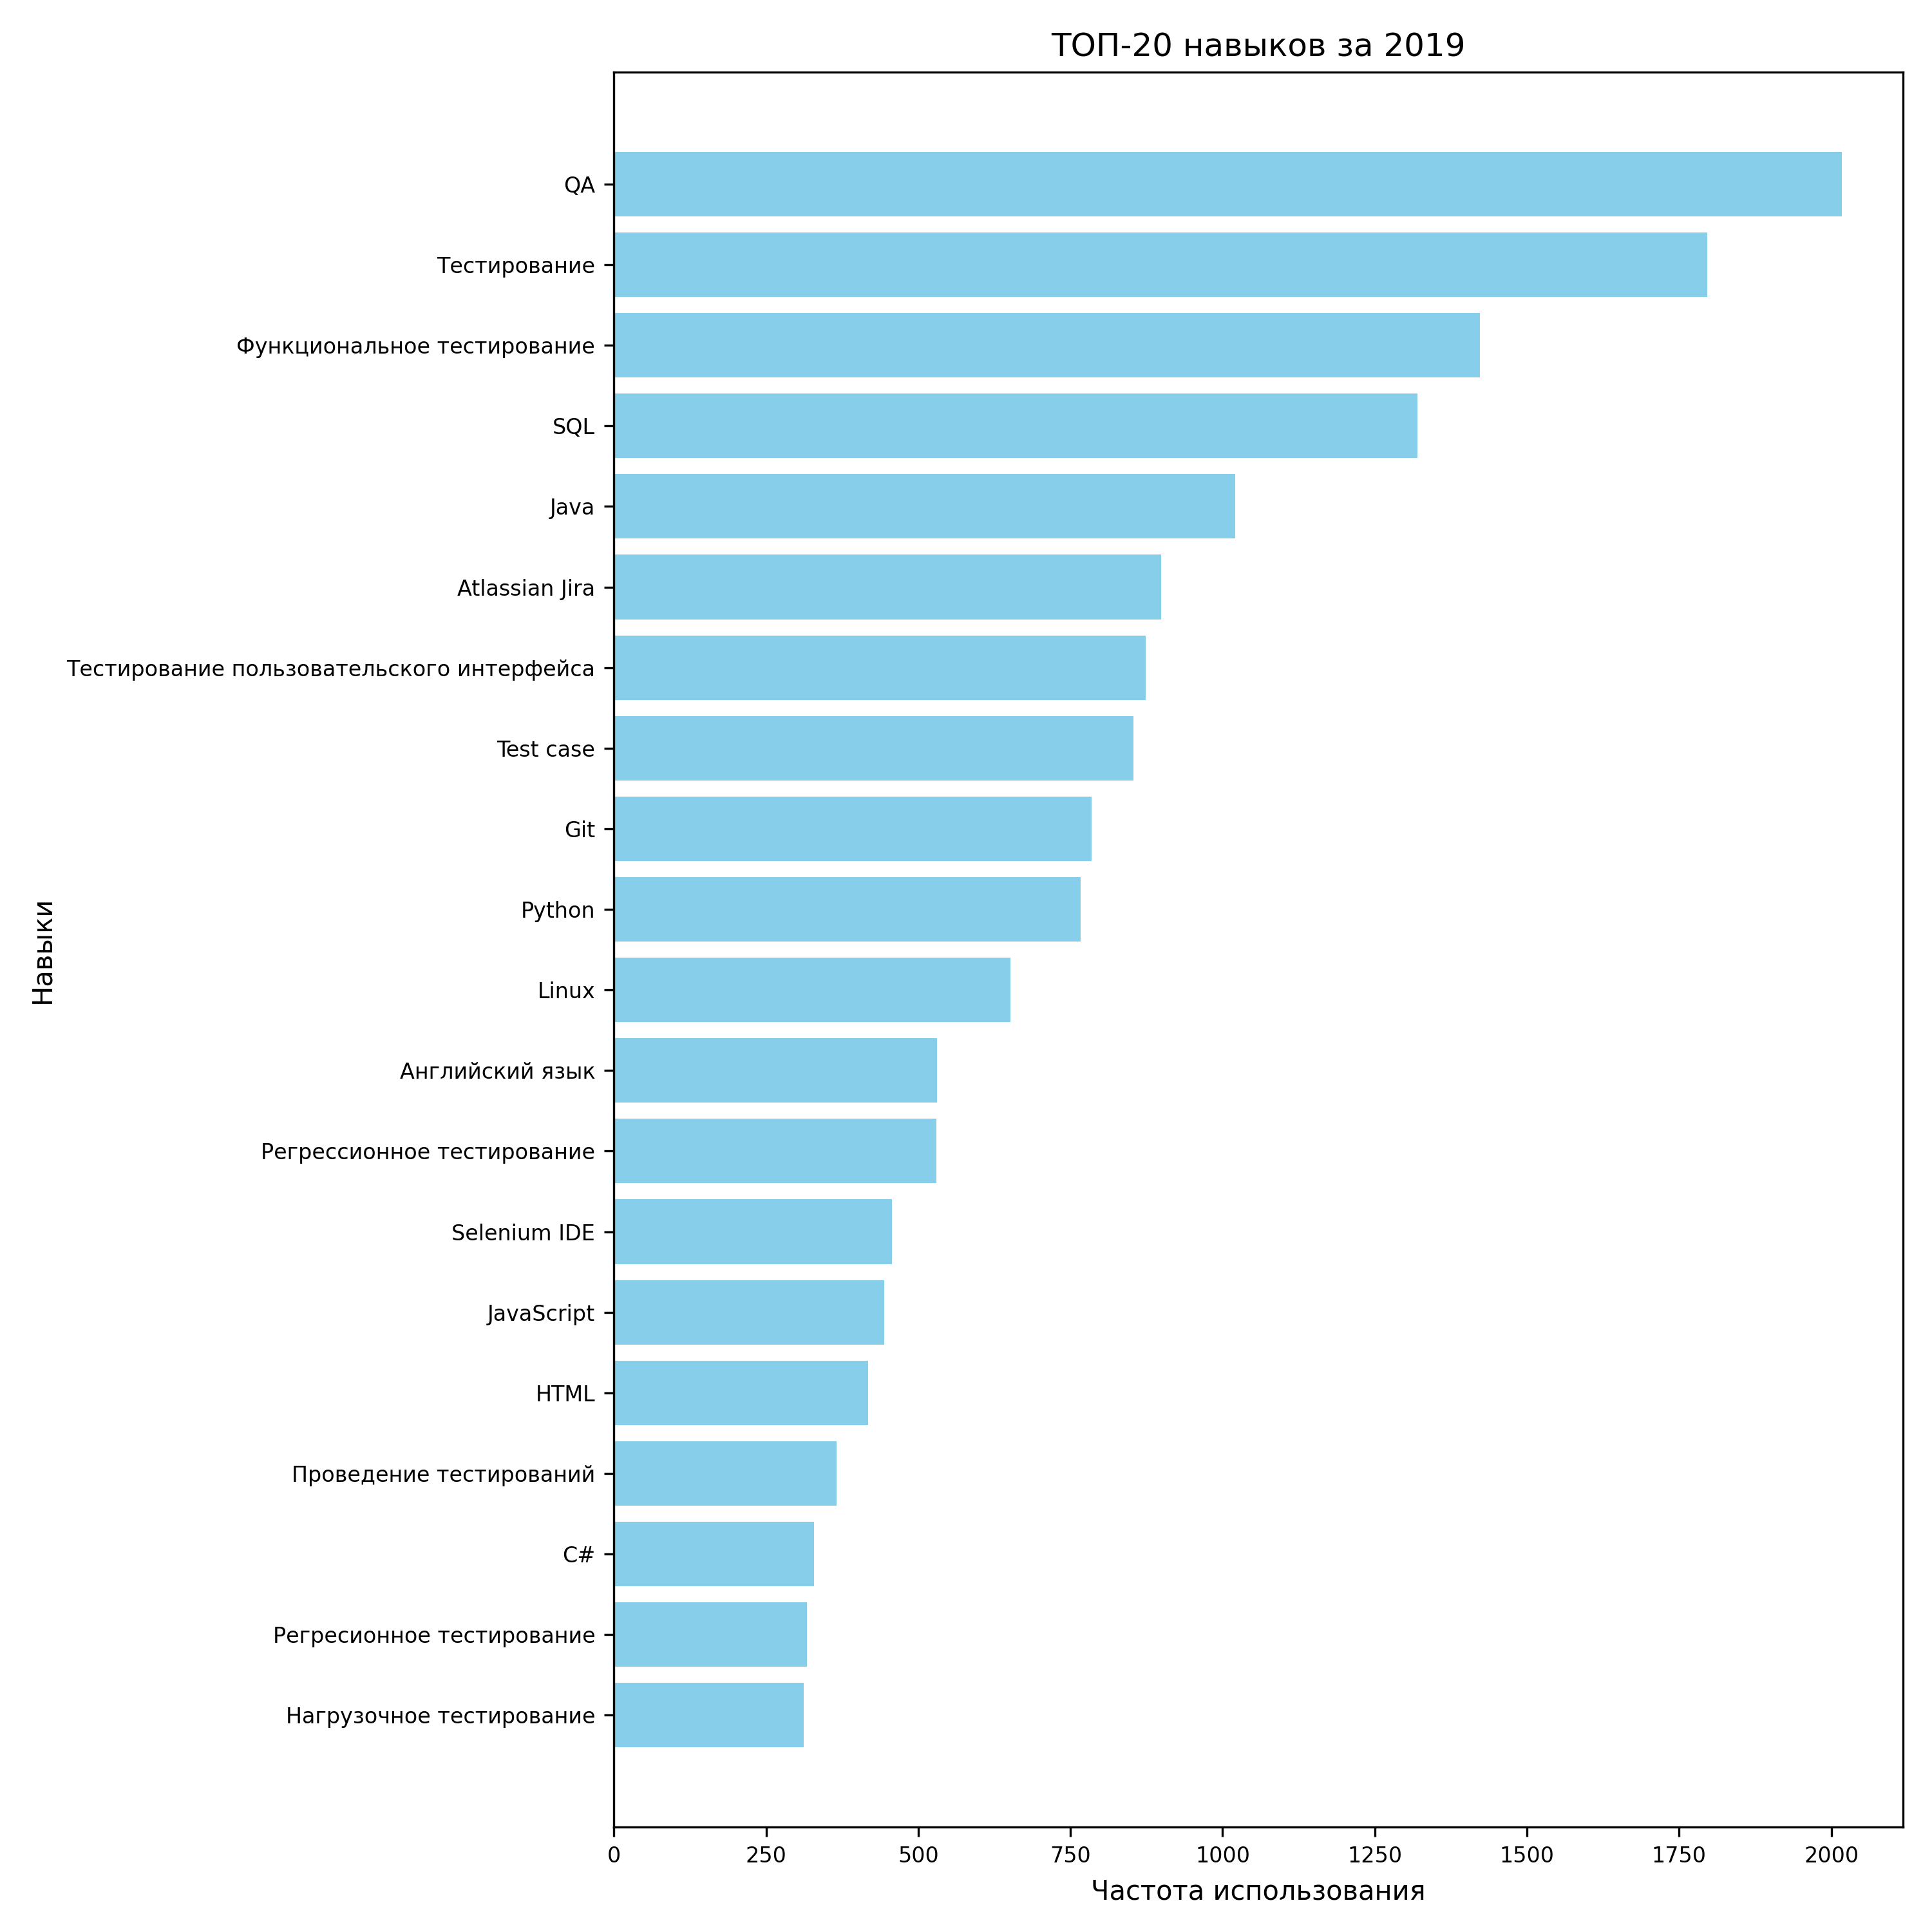 ТОП-20 навыков за 2019
QA
Тестирование
Функциональное тестирование
SQL
Java
Atlassian Jira
Тестирование пользовательского интерфейса
Test case
Git
Python
Linux
Английский язык
Регрессионное тестирование
Selenium IDE
JavaScript
HTML
Проведение тестирований
C#
Регресионное тестирование
Нагрузочное тестирование
Навыки
0 250 500 750 1000 1250 1500 1750 2000
Частота использования